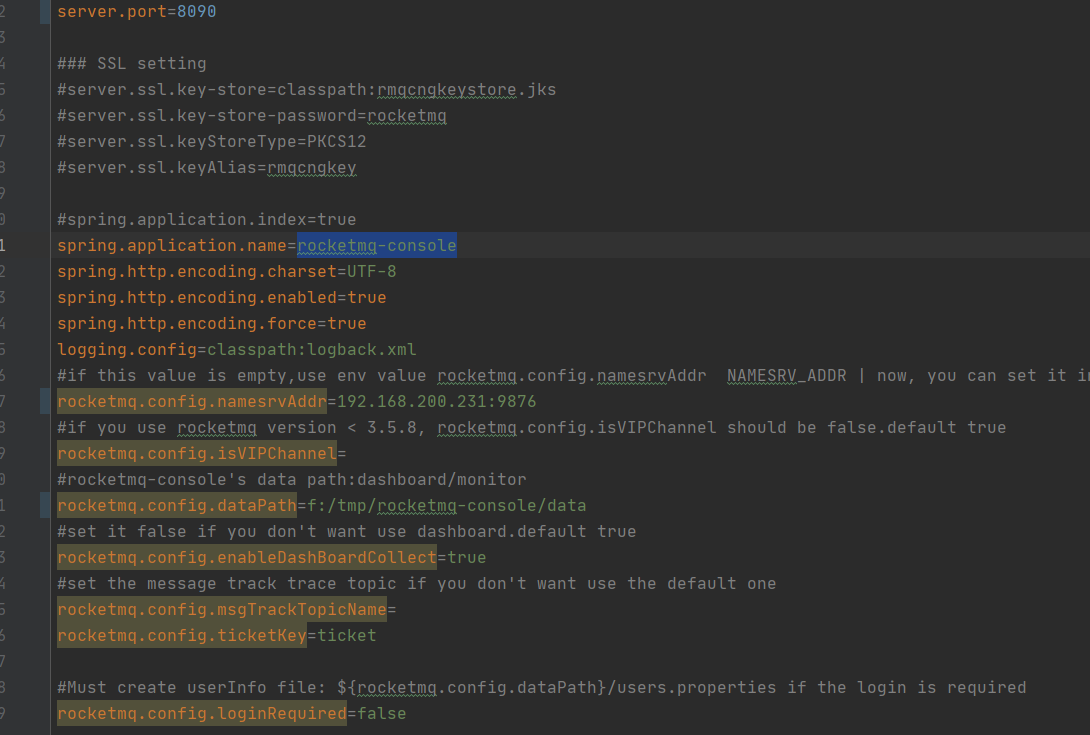 2 server.port=8090
3
4 ### SSL setting
5 #server.ssl.key-store=classpath:rmqcngkeystore.jks
6 #server.ssl.key-store-password=rocketmq
7 #server.ssl.keyStoreType=PKCS12
8 #server.ssl.keyAlias=rmqcngkey
9
0 #spring.application.index=true
1 spring.application.name=rocketmq-console
2 spring.http.encoding.charset=UTF-8
3 spring.http.encoding.enabled=true
4 spring.http.encoding.force=true
5 logging.config=classpath:logback.xml
6 #if this value is empty,use env value rocketmq.config.namesrvAddr  NAMESRV_ADDR | now, you can set it i
7 rocketmq.config.namesrvAddr=192.168.200.231:9876
8 #if you use rocketmq version < 3.5.8, rocketmq.config.isVIPChannel should be false.default true
9 rocketmq.config.isVIPChannel=
0 #rocketmq-console's data path:dashboard/monitor
1 rocketmq.config.dataPath=f:/tmp/rocketmq-console/data
2 #set it false if you don't want use dashboard.default true
3 rocketmq.config.enableDashBoardCollect=true
4 #set the message track trace topic if you don't want use the default one
5 rocketmq.config.msgTrackTopicName=
6 rocketmq.config.ticketKey=ticket
7
8 #Must create userInfo file: ${rocketmq.config.dataPath}/users.properties if the login is required
9 rocketmq.config.loginRequired=false